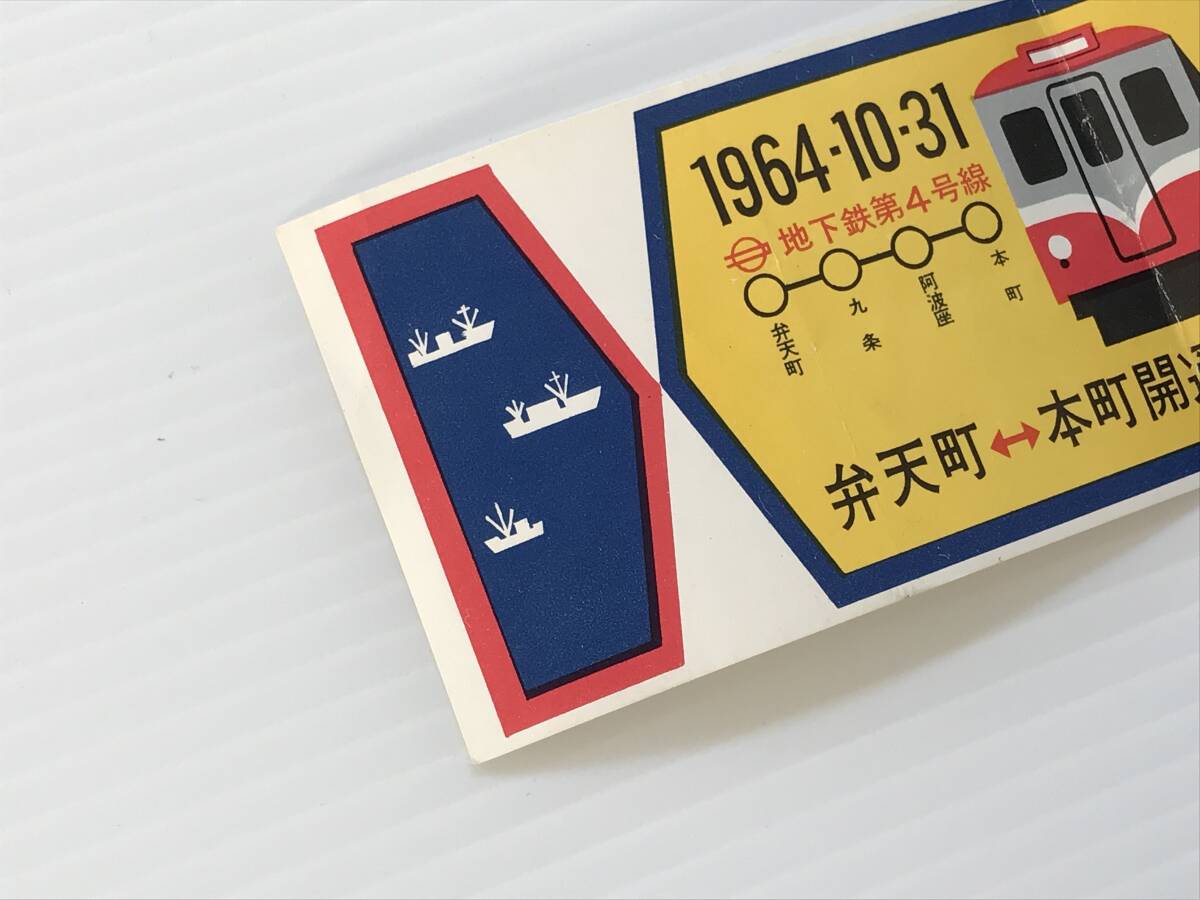 1964-10-31
地下鉄第4号線
弁天町
九条
阿波座
本町
弁天町↔本町開通